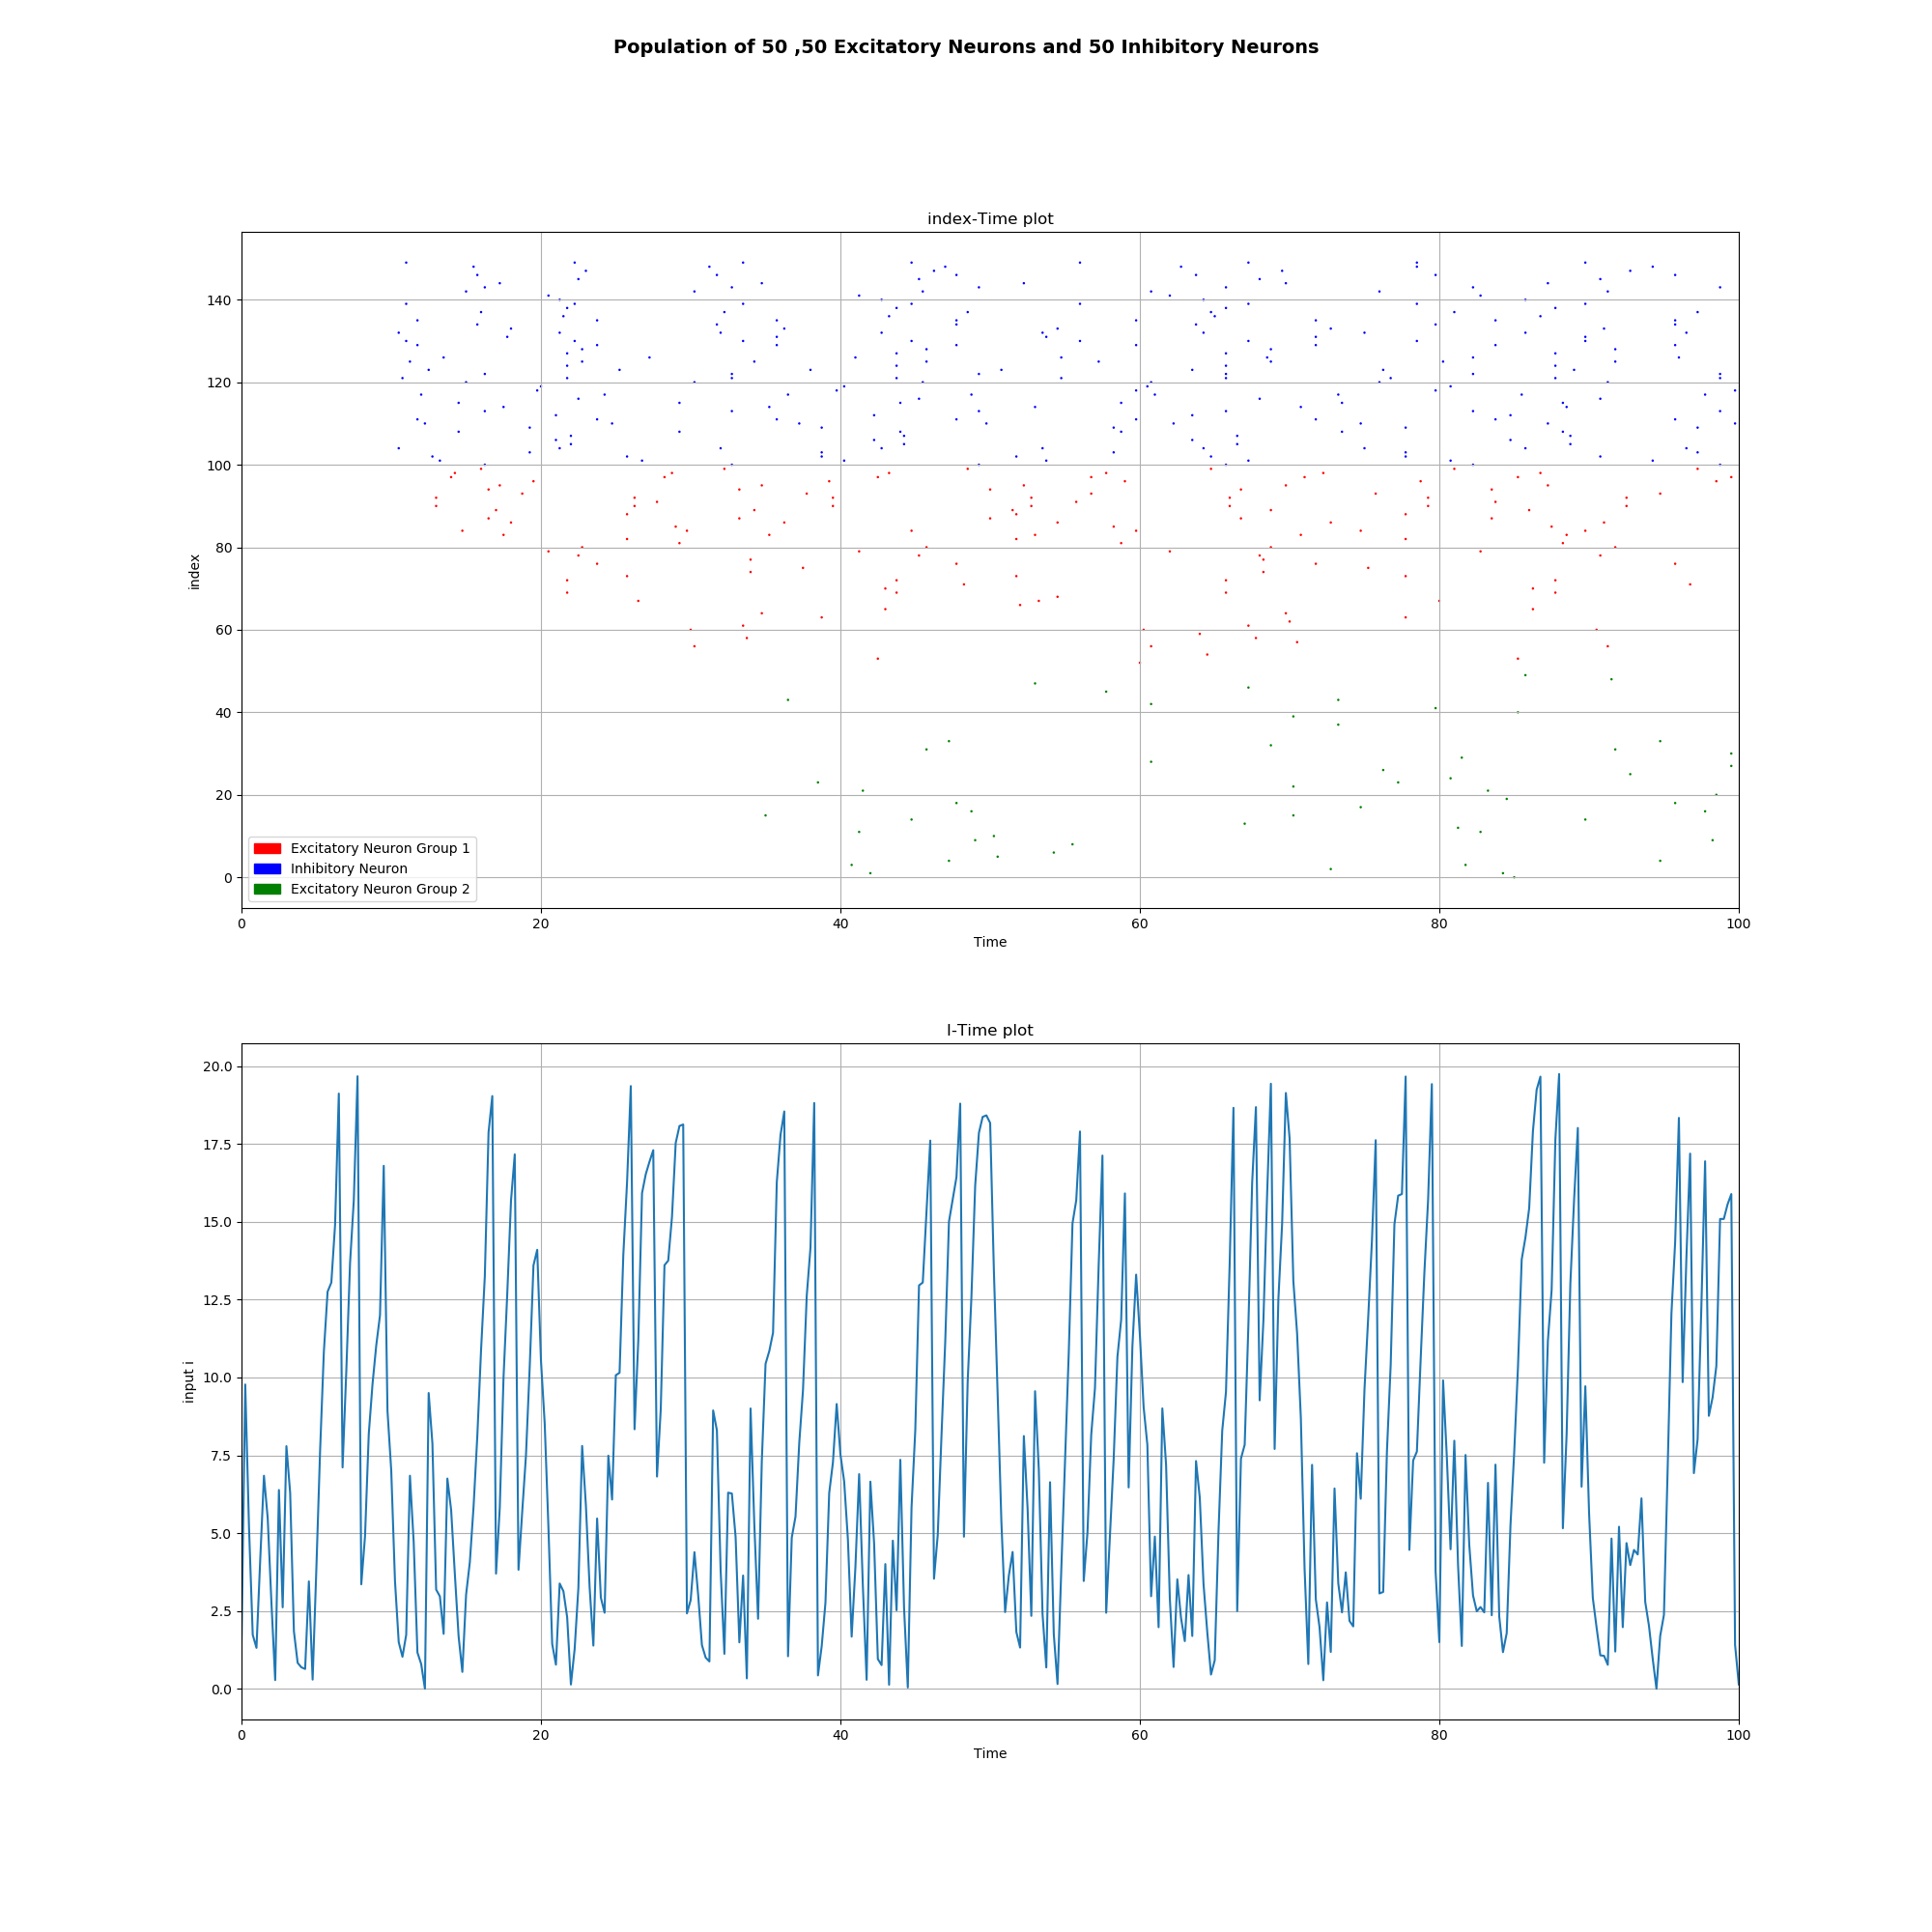 Population of 50 ,50 Excitatory Neurons and 50 Inhibitory Neurons
index-Time plot
140
120
100
80
60
40
20
0
index
Excitatory Neuron Group 1
Inhibitory Neuron
Excitatory Neuron Group 2
0 20 40 60 80 100
Time
I-Time plot
20.0
17.5
15.0
12.5
10.0
7.5
5.0
2.5
0.0
input i
0 20 40 60 80 100
Time